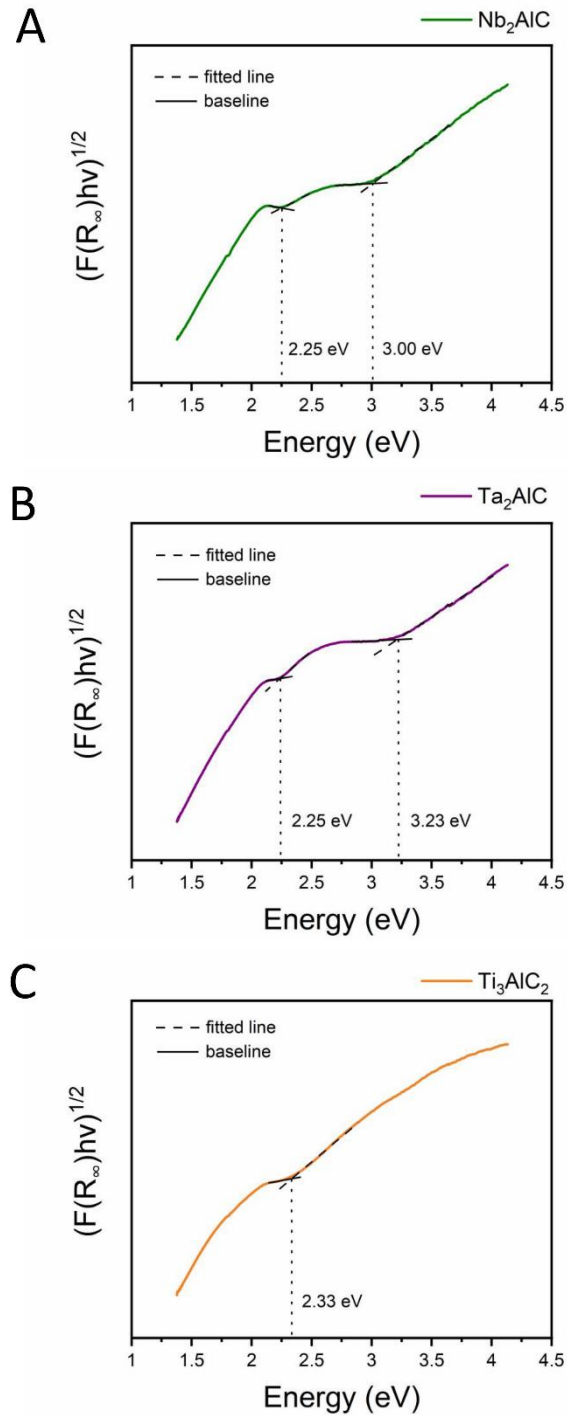 A
Nb₂AlC
fitted line
baseline
(F(R∞)hv)¹/²
2.25 eV
3.00 eV
1 1.5 2 2.5 3 3.5 4 4.5
Energy (eV)
B
Ta₂AlC
fitted line
baseline
(F(R∞)hv)¹/²
2.25 eV
3.23 eV
1 1.5 2 2.5 3 3.5 4 4.5
Energy (eV)
C
Ti₃AlC₂
fitted line
baseline
(F(R∞)hv)¹/²
2.33 eV
1 1.5 2 2.5 3 3.5 4 4.5
Energy (eV)